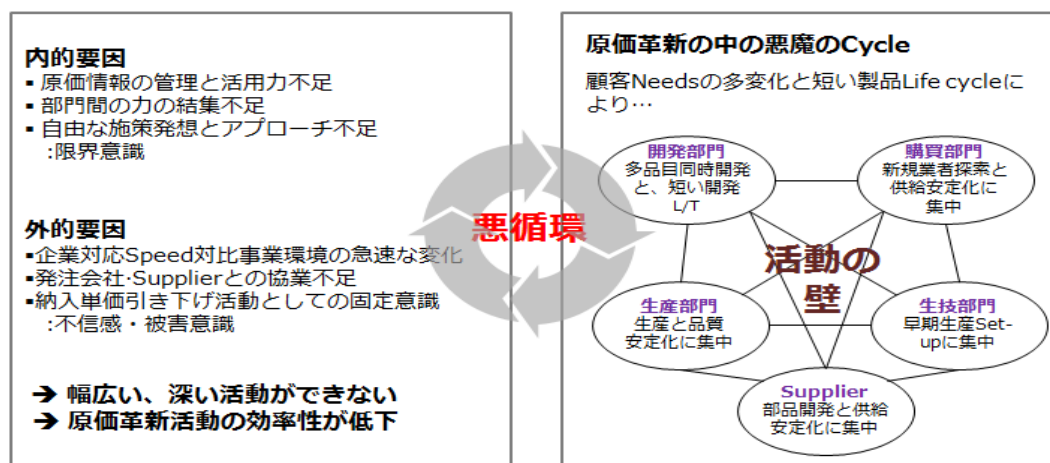 内的要因
▪ 原価情報の管理と活用力不足
▪ 部門間の力の結集不足
▪ 自由な施策発想とアプローチ不足
:限界意識
外的要因
▪企業対応Speed対比事業環境の急速な変化
▪発注会社·Supplierとの協業不足
▪納入単価引き下げ活動としての固定意識
:不信感・被害意識
➔ 幅広い、深い活動ができない
➔ 原価革新活動の効率性が低下
悪循環
原価革新の中の悪魔のCycle
顧客Needsの多変化と短い製品Life cycleに
より…
開発部門
多品目同時開発
と、短い開発
L/T
購買部門
新規業者探索と
供給安定化に
集中
活動の
壁
生産部門
生産と品質
安定化に集中
生技部門
早期生産Set-
upに集中
Supplier
部品開発と供給
安定化に集中